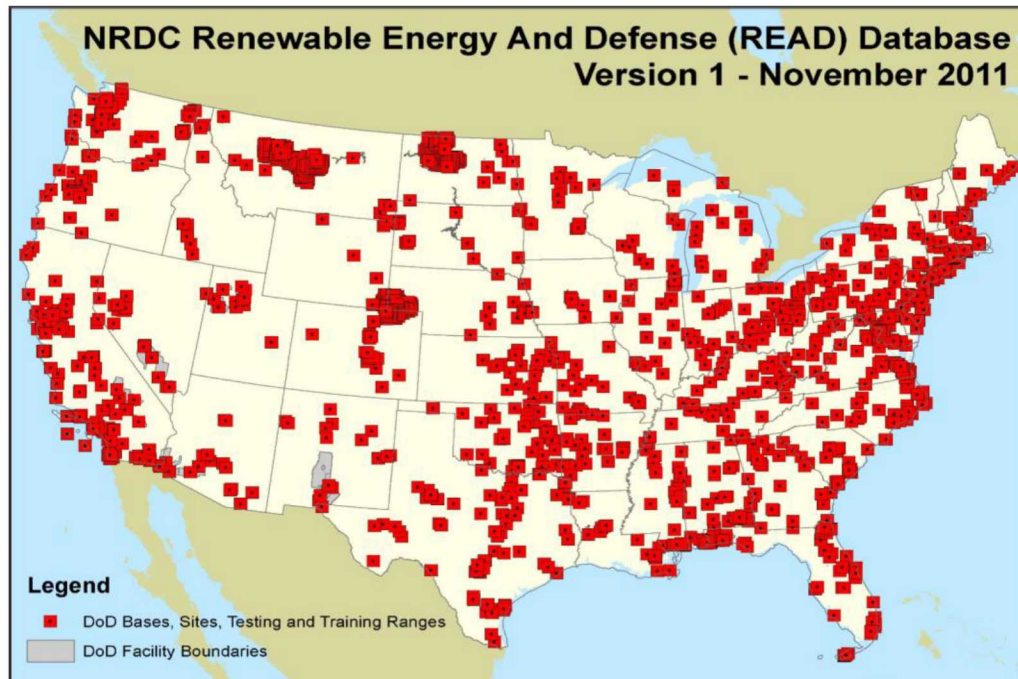 NRDC Renewable Energy And Defense (READ) Database
Version 1 - November 2011
Legend
DoD Bases, Sites, Testing and Training Ranges
DoD Facility Boundaries